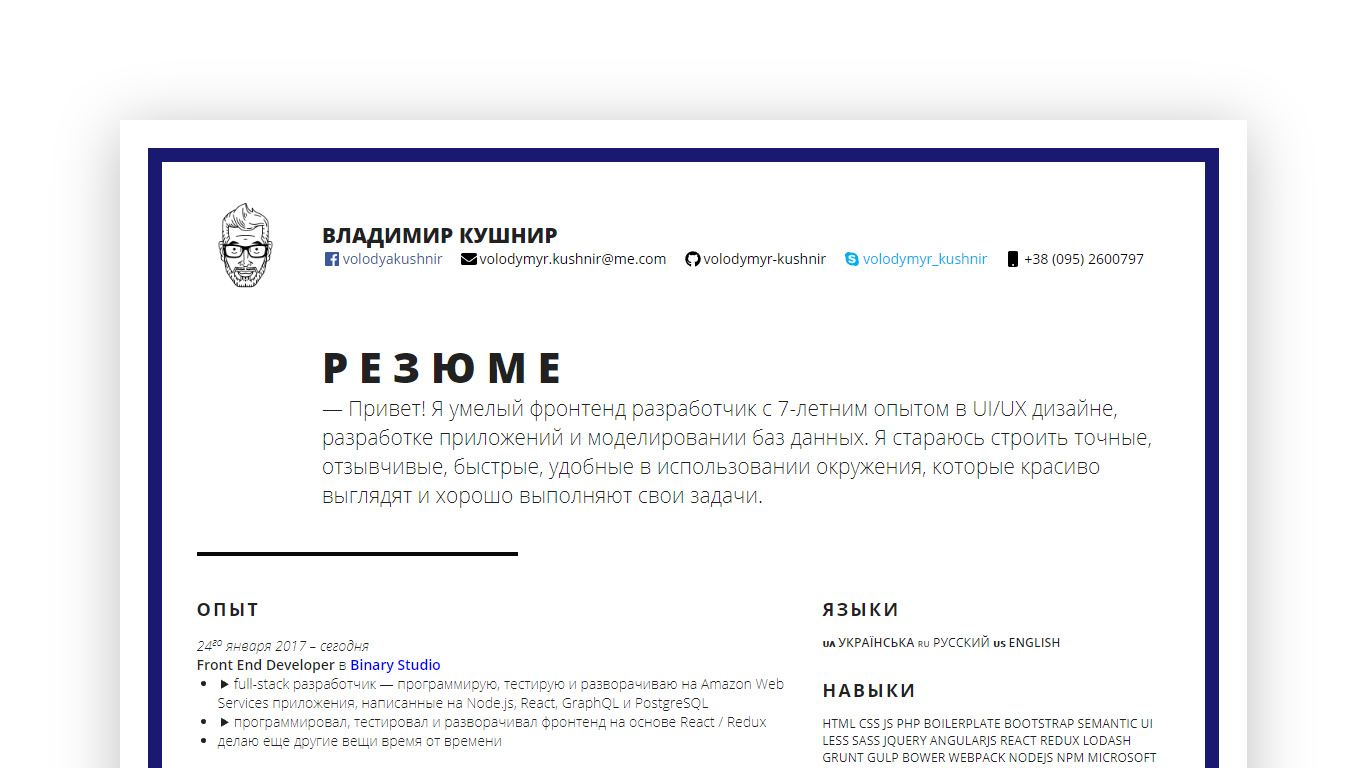 ВЛАДИМИР КУШНИР
volodyakushnir volodymyr.kushnir@me.com volodymyr-kushnir volodymyr_kushnir +38 (095) 2600797
РЕЗЮМЕ
— Привет! Я умелый фронтенд разработчик с 7-летним опытом в UI/UX дизайне,
разработке приложений и моделировании баз данных. Я стараюсь строить точные,
отзывчивые, быстрые, удобные в использовании окружения, которые красиво
выглядят и хорошо выполняют свои задачи.
ОПЫТ
24го января 2017 – сегодня
Front End Developer в Binary Studio
• ▶ full-stack разработчик — программирую, тестирую и разворачиваю на Amazon Web
Services приложения, написанные на Node.js, React, GraphQL и PostgreSQL
• ▶ программировал, тестировал и разворачивал фронтенд на основе React / Redux
• делаю еще другие вещи время от времени
ЯЗЫКИ
UA УКРАЇНСЬКА RU РУССКИЙ US ENGLISH
НАВЫКИ
HTML CSS JS PHP BOILERPLATE BOOTSTRAP SEMANTIC UI
LESS SASS JQUERY ANGULARJS REACT REDUX LODASH
GRUNT GULP BOWER WEBPACK NODEJS NPM MICROSOFT